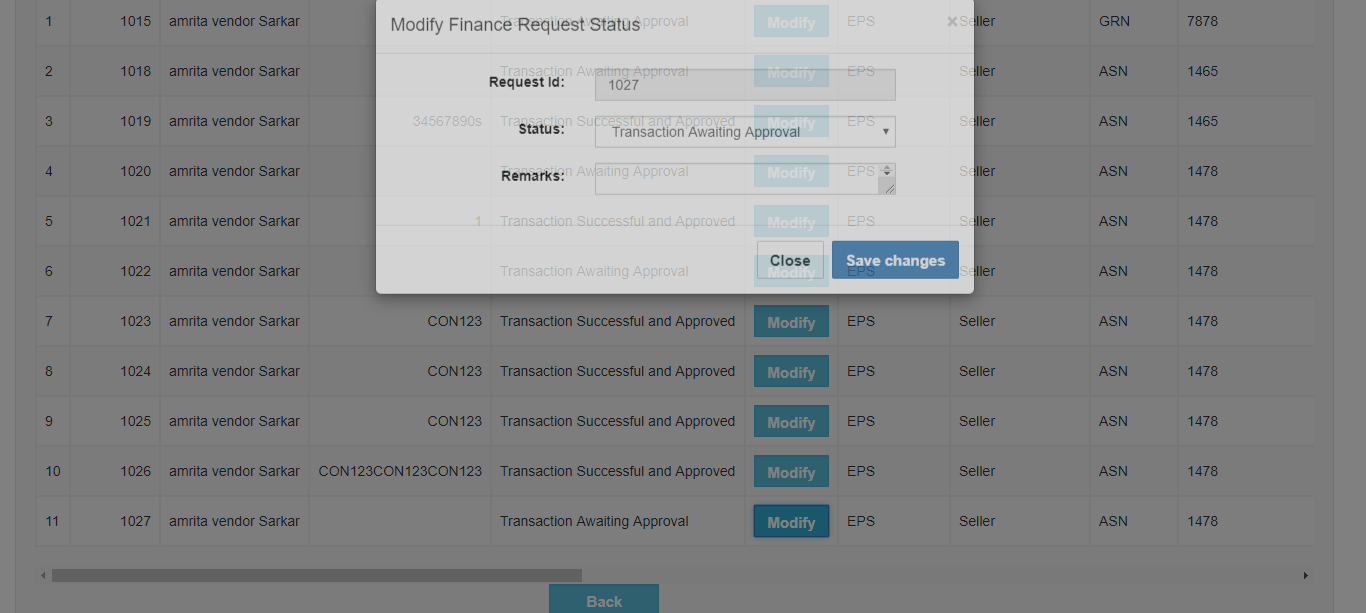 1 1015 amrita vendor Sarkar Transaction Awaiting Approval Modify EPS Seller GRN 7878
Modify Finance Request Status ×
2 1018 amrita vendor Sarkar Transaction Awaiting Approval Modify EPS Seller ASN 1465
Request Id: 1027
3 1019 amrita vendor Sarkar 34567890s Transaction Successful and Approved Modify EPS Seller ASN 1465
Status: Transaction Awaiting Approval
4 1020 amrita vendor Sarkar Transaction Awaiting Approval Modify EPS Seller ASN 1478
Remarks:
5 1021 amrita vendor Sarkar 1 Transaction Successful and Approved Modify EPS Seller ASN 1478
Close Save changes
6 1022 amrita vendor Sarkar Transaction Awaiting Approval Modify EPS Seller ASN 1478
7 1023 amrita vendor Sarkar CON123 Transaction Successful and Approved Modify EPS Seller ASN 1478
8 1024 amrita vendor Sarkar CON123 Transaction Successful and Approved Modify EPS Seller ASN 1478
9 1025 amrita vendor Sarkar CON123 Transaction Successful and Approved Modify EPS Seller ASN 1478
10 1026 amrita vendor Sarkar CON123CON123CON123 Transaction Successful and Approved Modify EPS Seller ASN 1478
11 1027 amrita vendor Sarkar Transaction Awaiting Approval Modify EPS Seller ASN 1478
Back